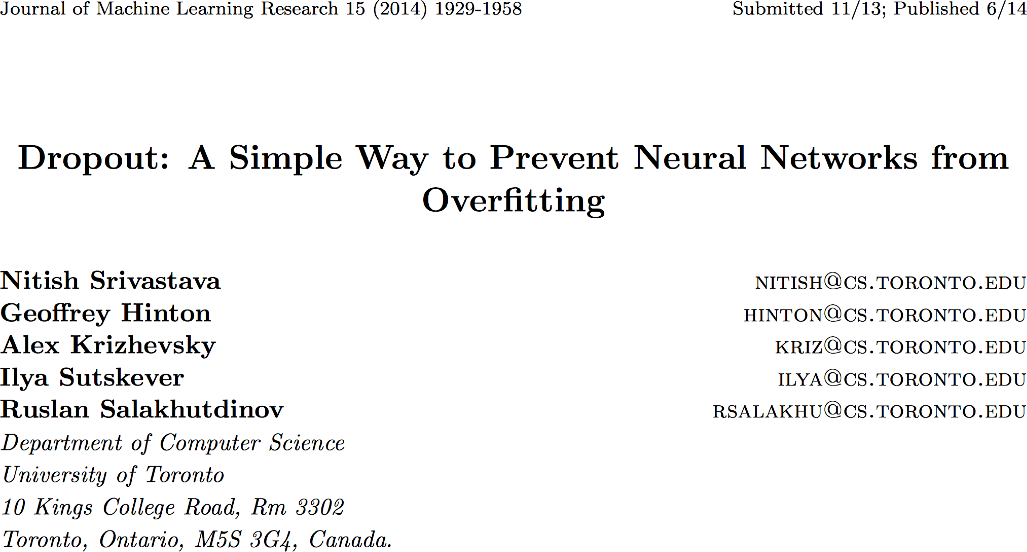 Journal of Machine Learning Research 15 (2014) 1929-1958 Submitted 11/13; Published 6/14
Dropout: A Simple Way to Prevent Neural Networks from
Overfitting
Nitish Srivastava nitish@cs.toronto.edu
Geoffrey Hinton hinton@cs.toronto.edu
Alex Krizhevsky kriz@cs.toronto.edu
Ilya Sutskever ilya@cs.toronto.edu
Ruslan Salakhutdinov rsalakhu@cs.toronto.edu
Department of Computer Science
University of Toronto
10 Kings College Road, Rm 3302
Toronto, Ontario, M5S 3G4, Canada.